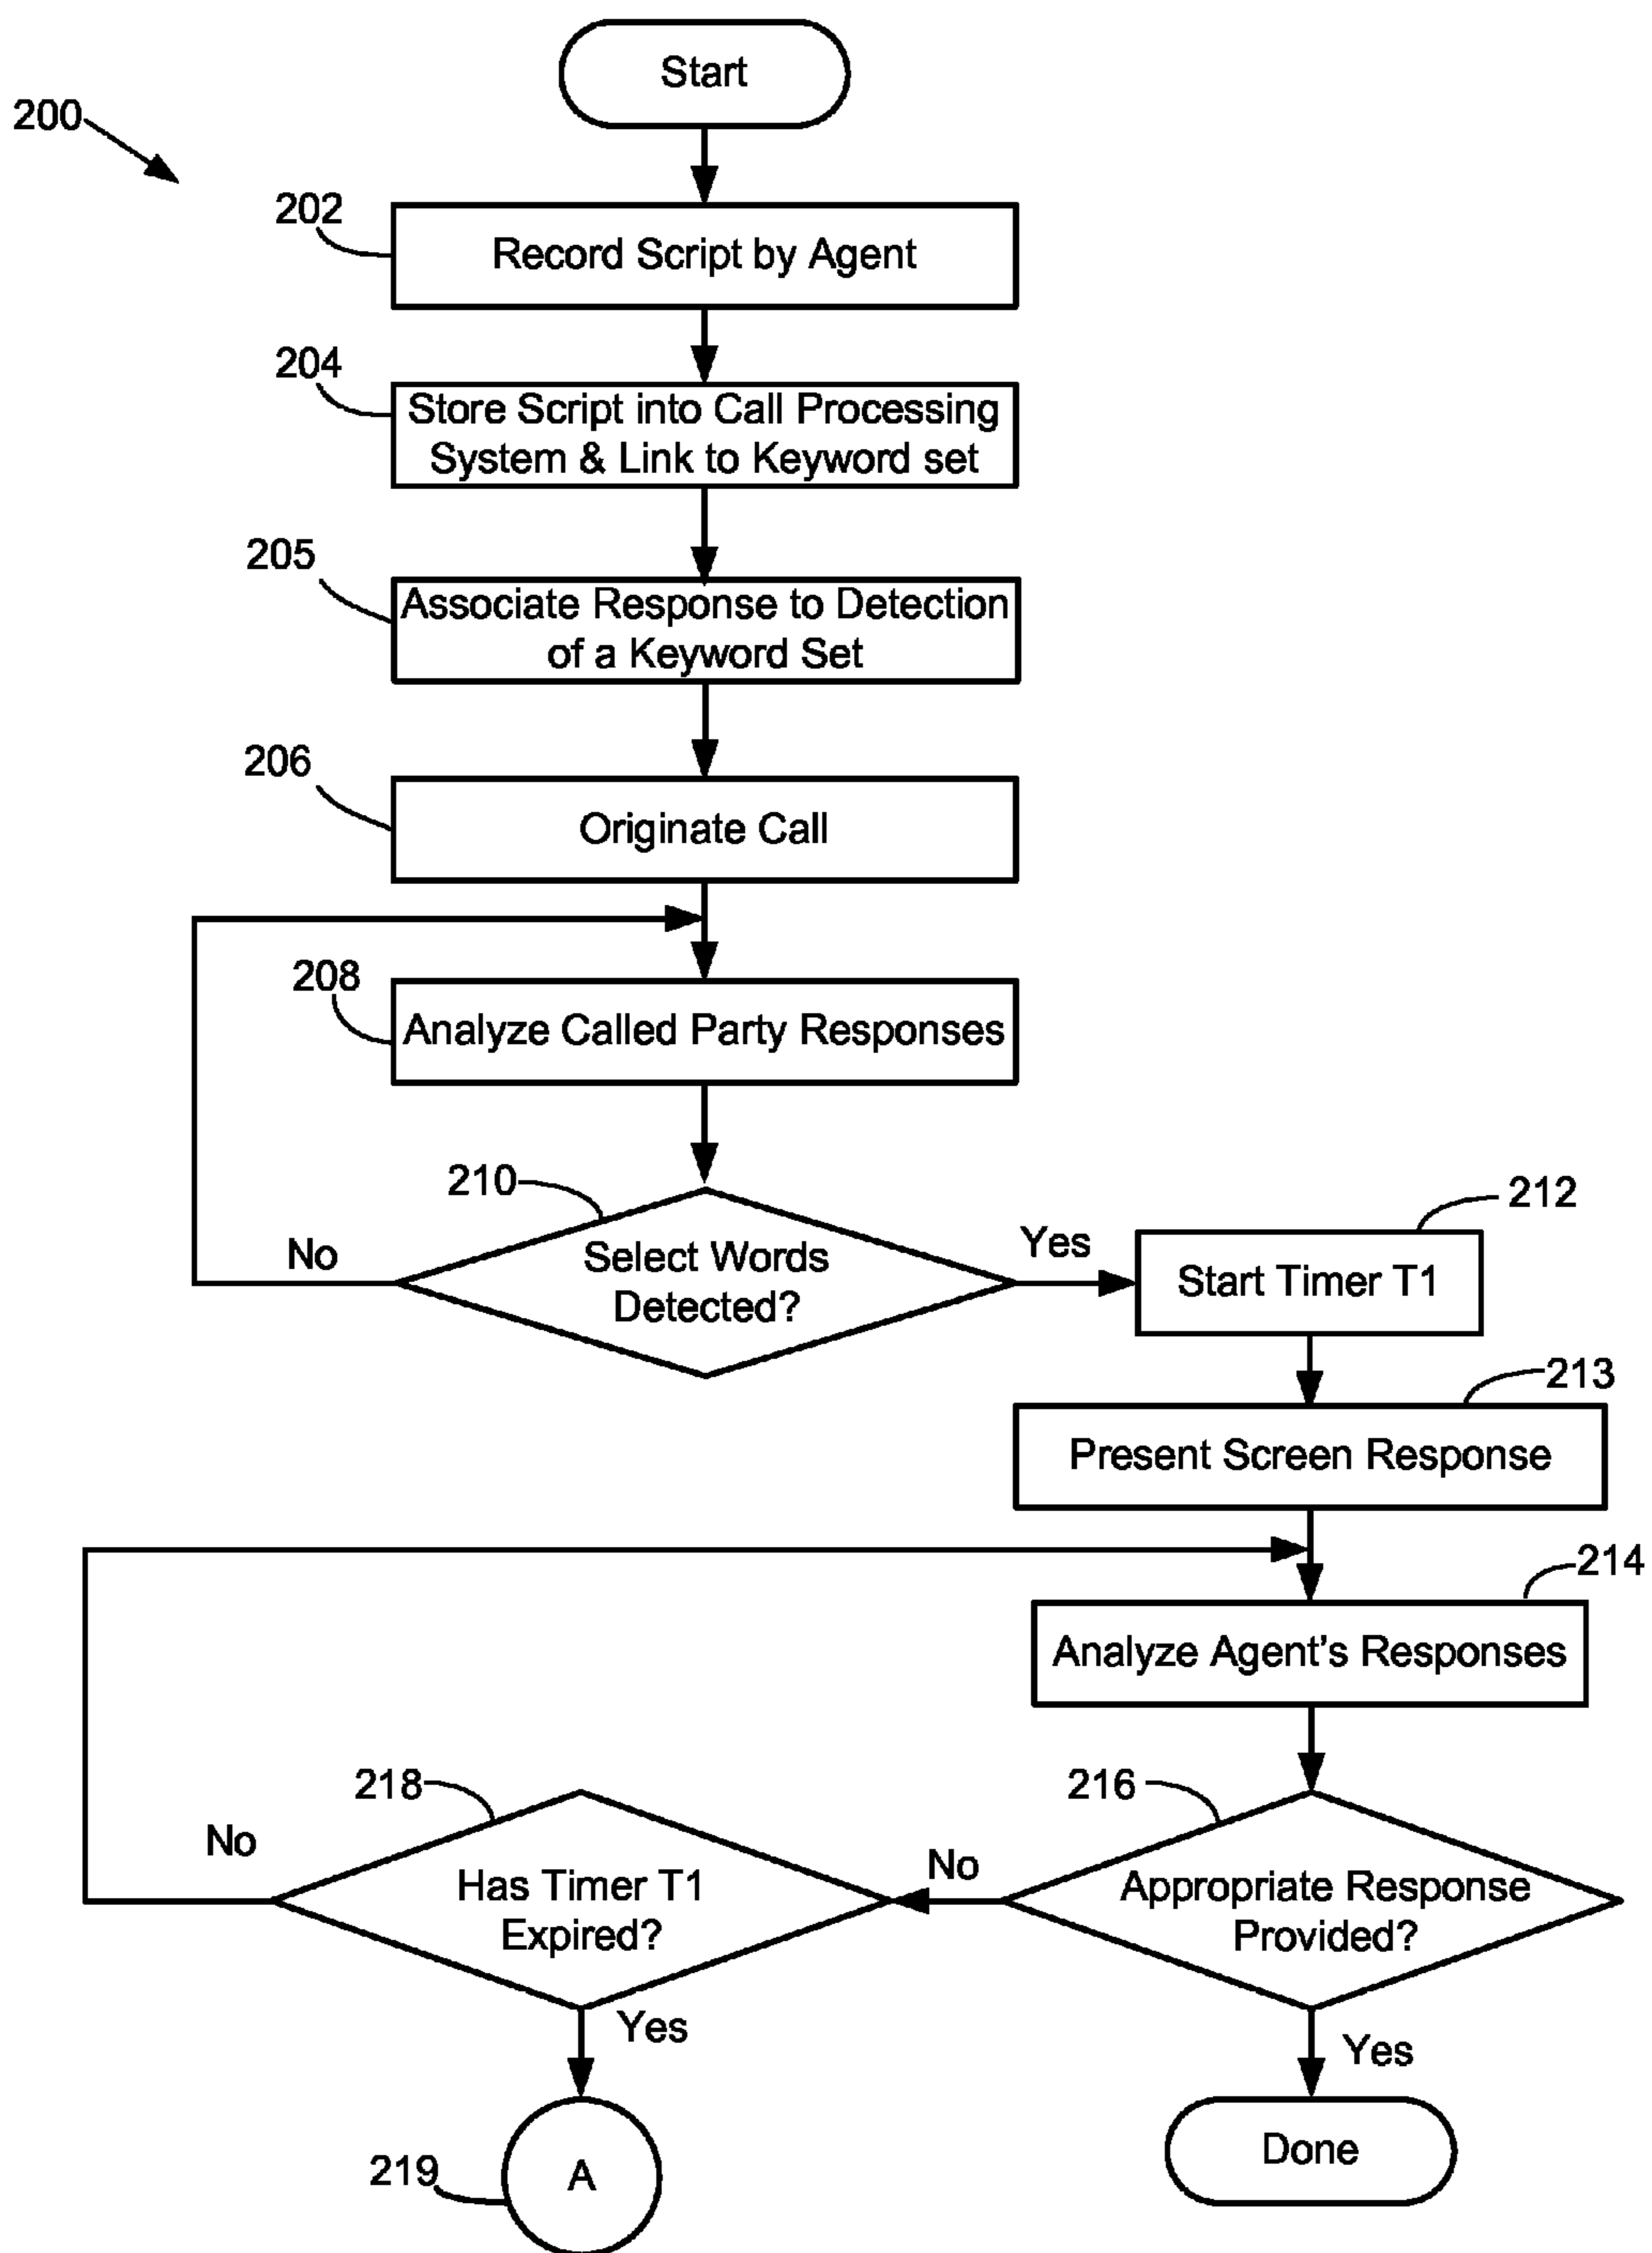 Start
200
202
Record Script by Agent
204
Store Script into Call Processing
System & Link to Keyword set
205
Associate Response to Detection
of a Keyword Set
206
Originate Call
208
Analyze Called Party Responses
210
No
Select Words
Detected?
Yes
212
Start Timer T1
213
Present Screen Response
214
Analyze Agent's Responses
218
No
Has Timer T1
Expired?
No
216
Appropriate Response
Provided?
Yes
Yes
219
A
Done